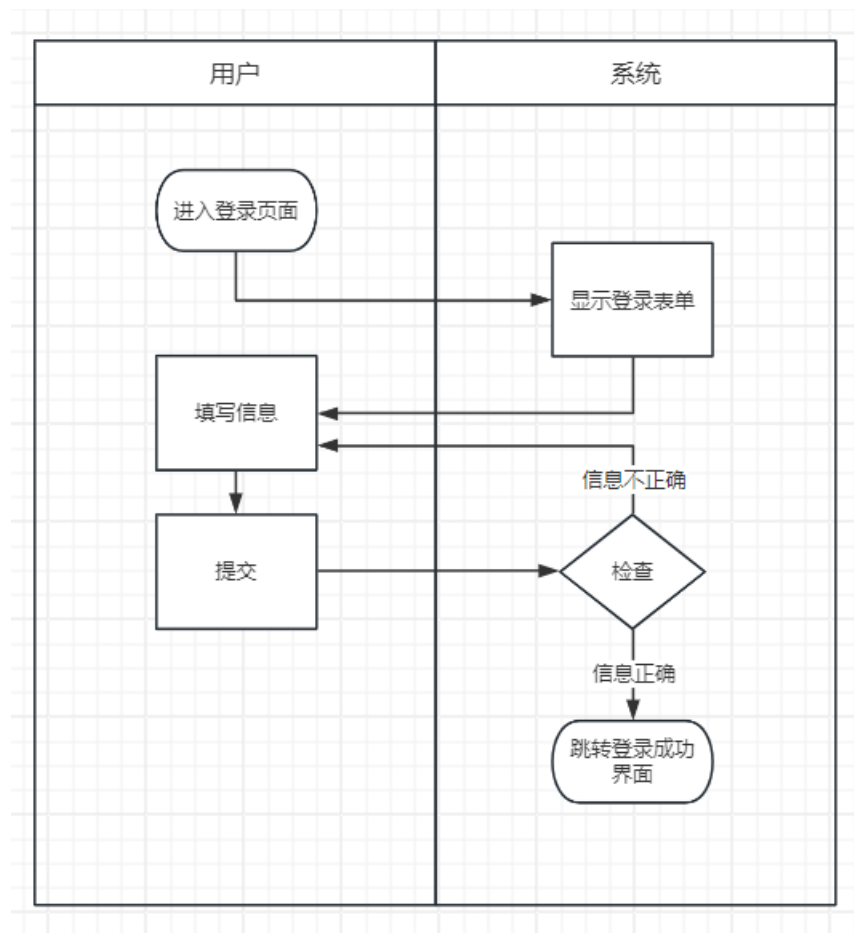 用户
系统
进入登录页面
显示登录表单
填写信息
信息不正确
提交
检查
信息正确
跳转登录成功
界面